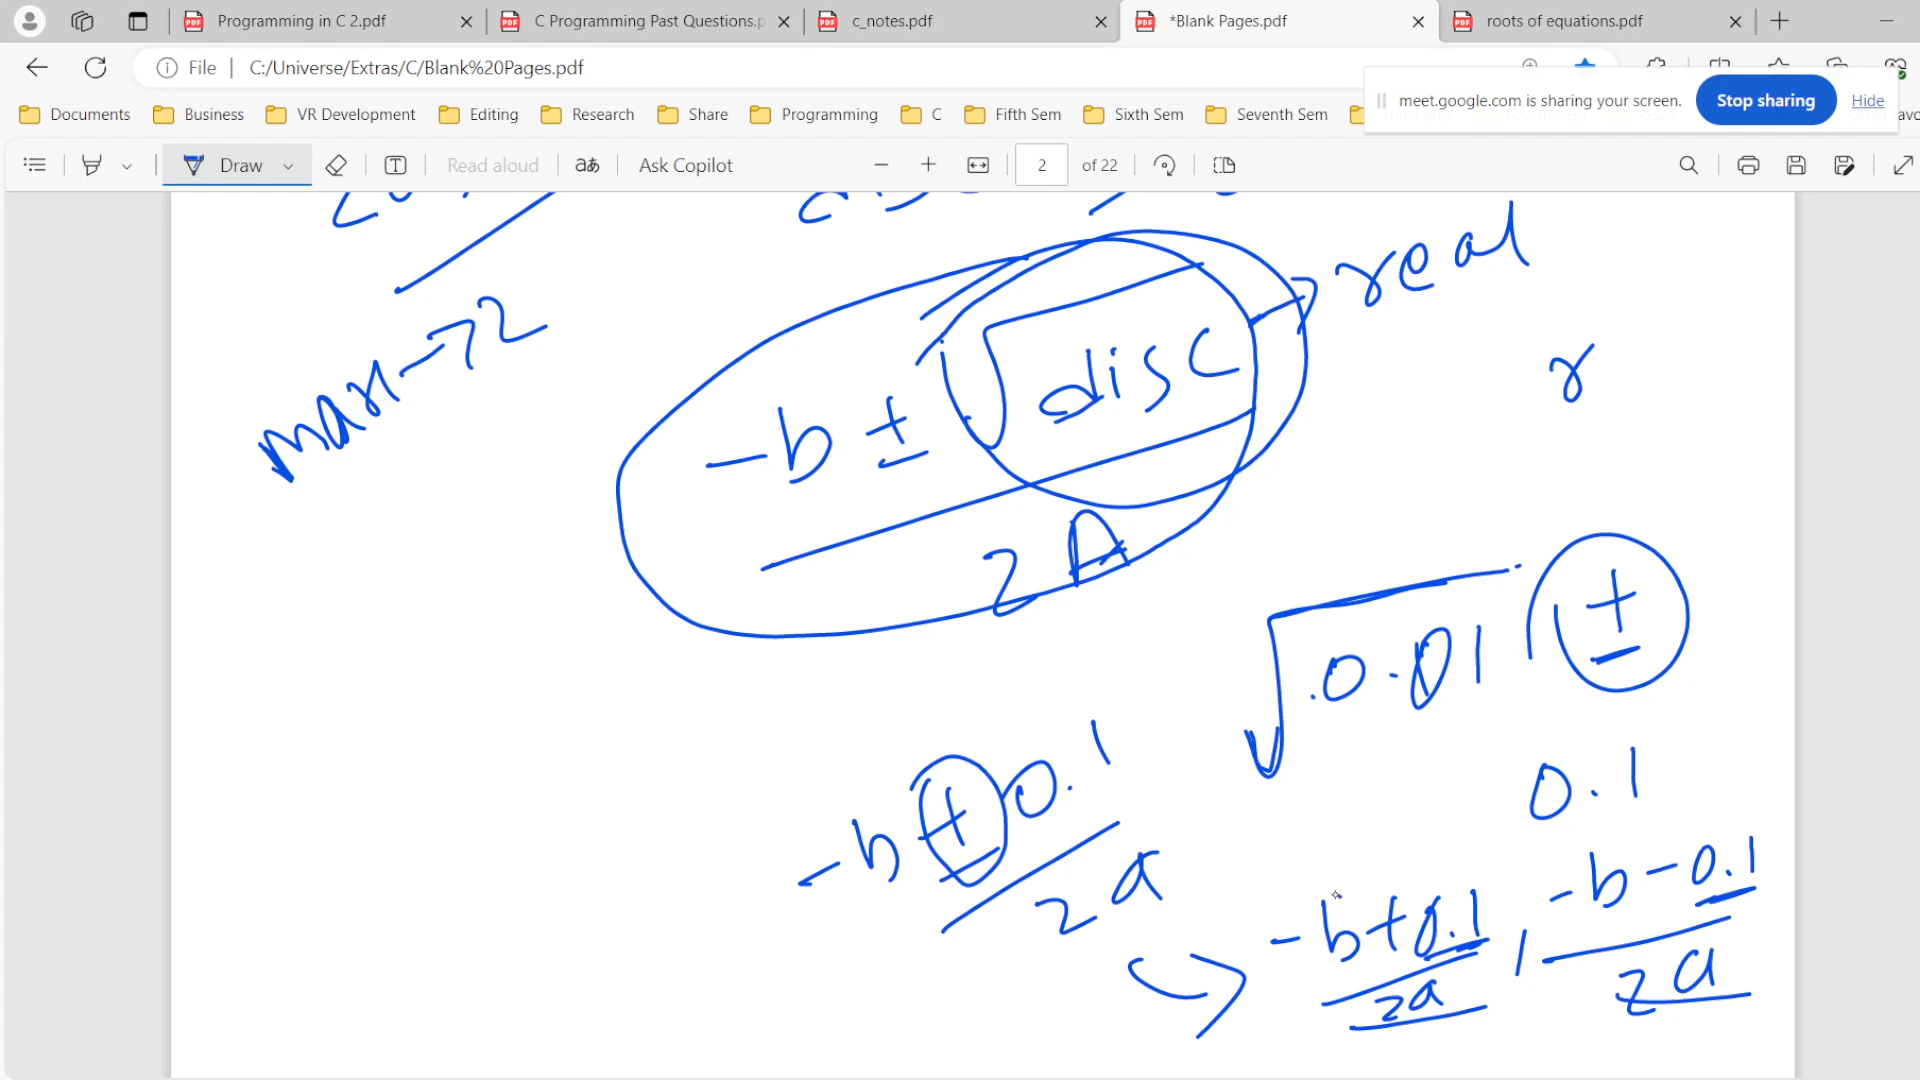 Programming in C 2.pdf
C Programming Past Questions.p
c_notes.pdf
*Blank Pages.pdf
roots of equations.pdf
File | C:/Universe/Extras/C/Blank%20Pages.pdf
meet.google.com is sharing your screen. Stop sharing Hide
Documents Business VR Development Editing Research Share Programming C Fifth Sem Sixth Sem Seventh Sem
Draw Read aloud aあ Ask Copilot 2 of 22
real
-b ± √disc
2A
r
√0.01 , ±
0.1
-b ± 0.1
2a
-b+0.1 , -b-0.1
2a 2a